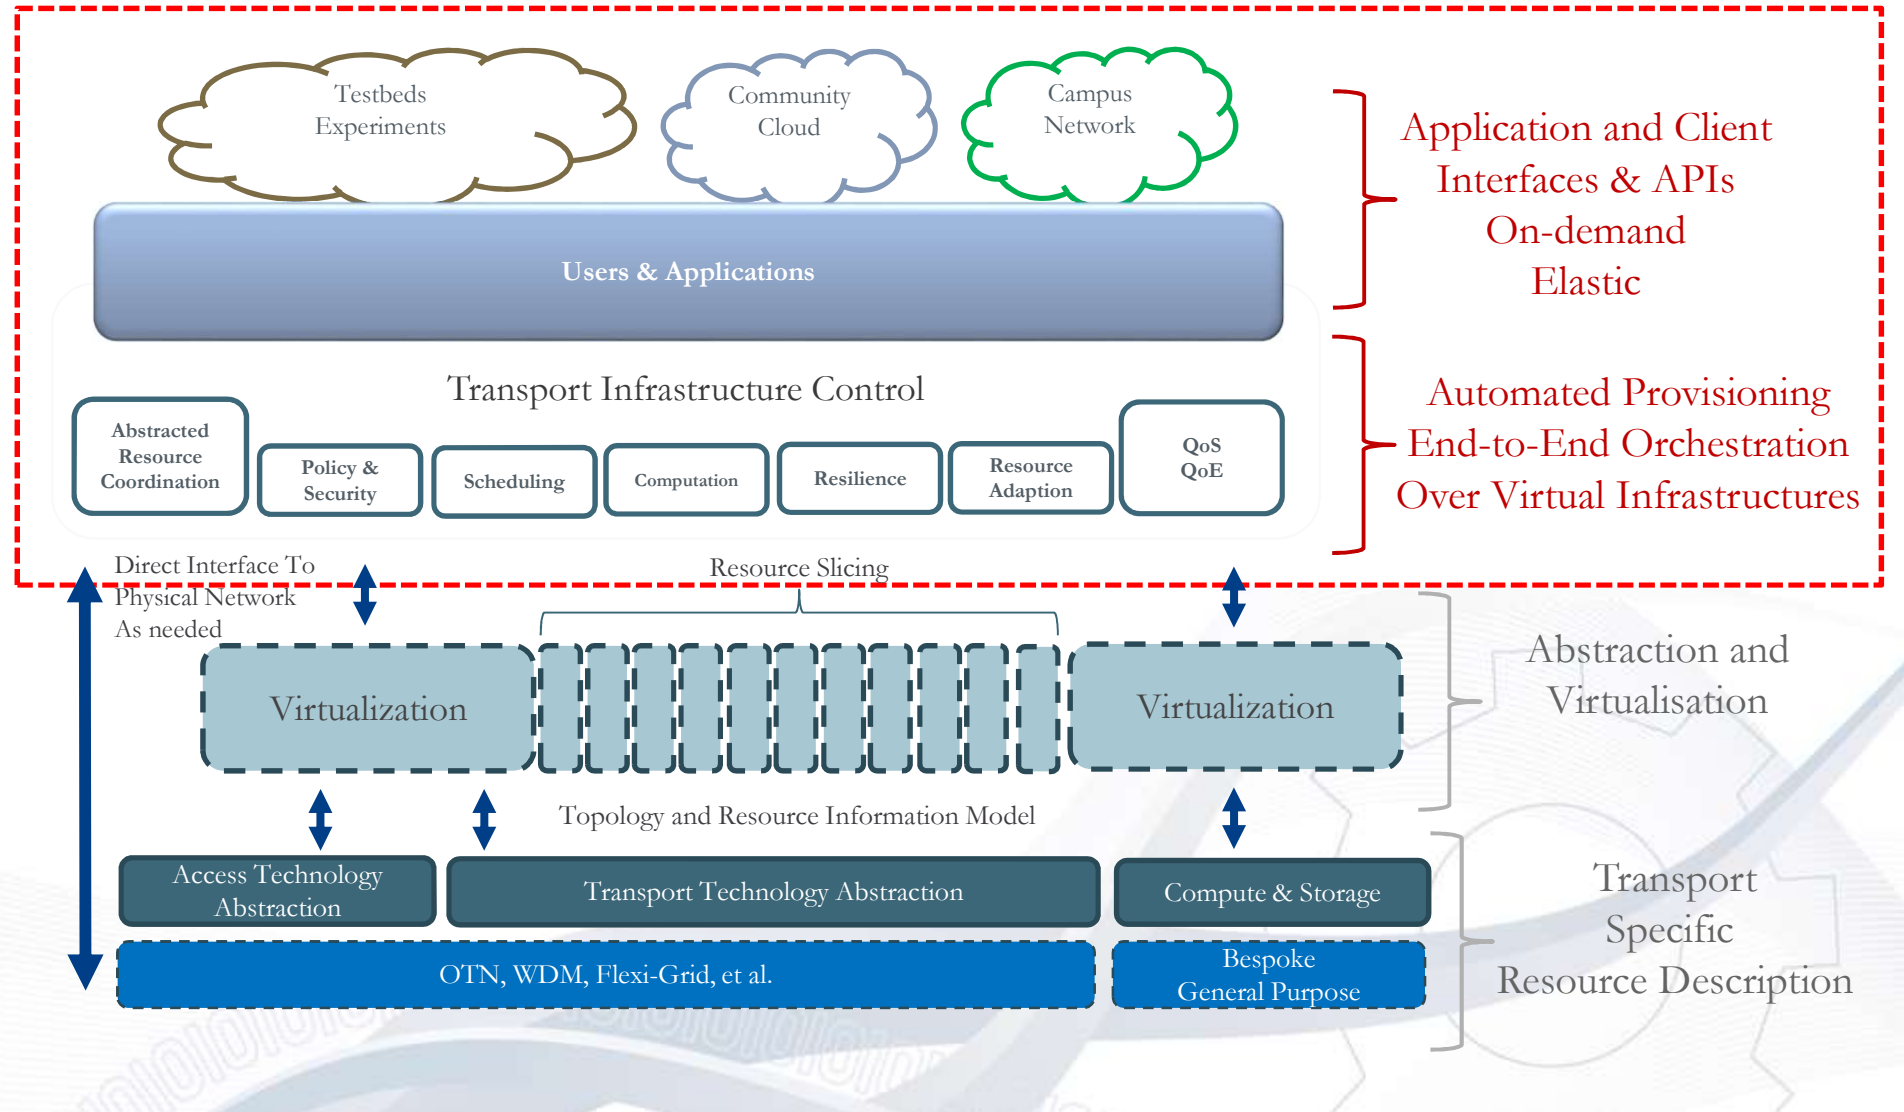 Testbeds
Experiments
Community
Cloud
Campus
Network
Application and Client
Interfaces & APIs
On-demand
Elastic
Users & Applications
Transport Infrastructure Control
Abstracted
Resource
Coordination
Policy &
Security
Scheduling
Computation
Resilience
Resource
Adaption
QoS
QoE
Automated Provisioning
End-to-End Orchestration
Over Virtual Infrastructures
Direct Interface To
Physical Network
As needed
Resource Slicing
Virtualization
Virtualization
Abstraction and
Virtualisation
Topology and Resource Information Model
Access Technology
Abstraction
Transport Technology Abstraction
Compute & Storage
Transport
Specific
Resource Description
OTN, WDM, Flexi-Grid, et al.
Bespoke
General Purpose